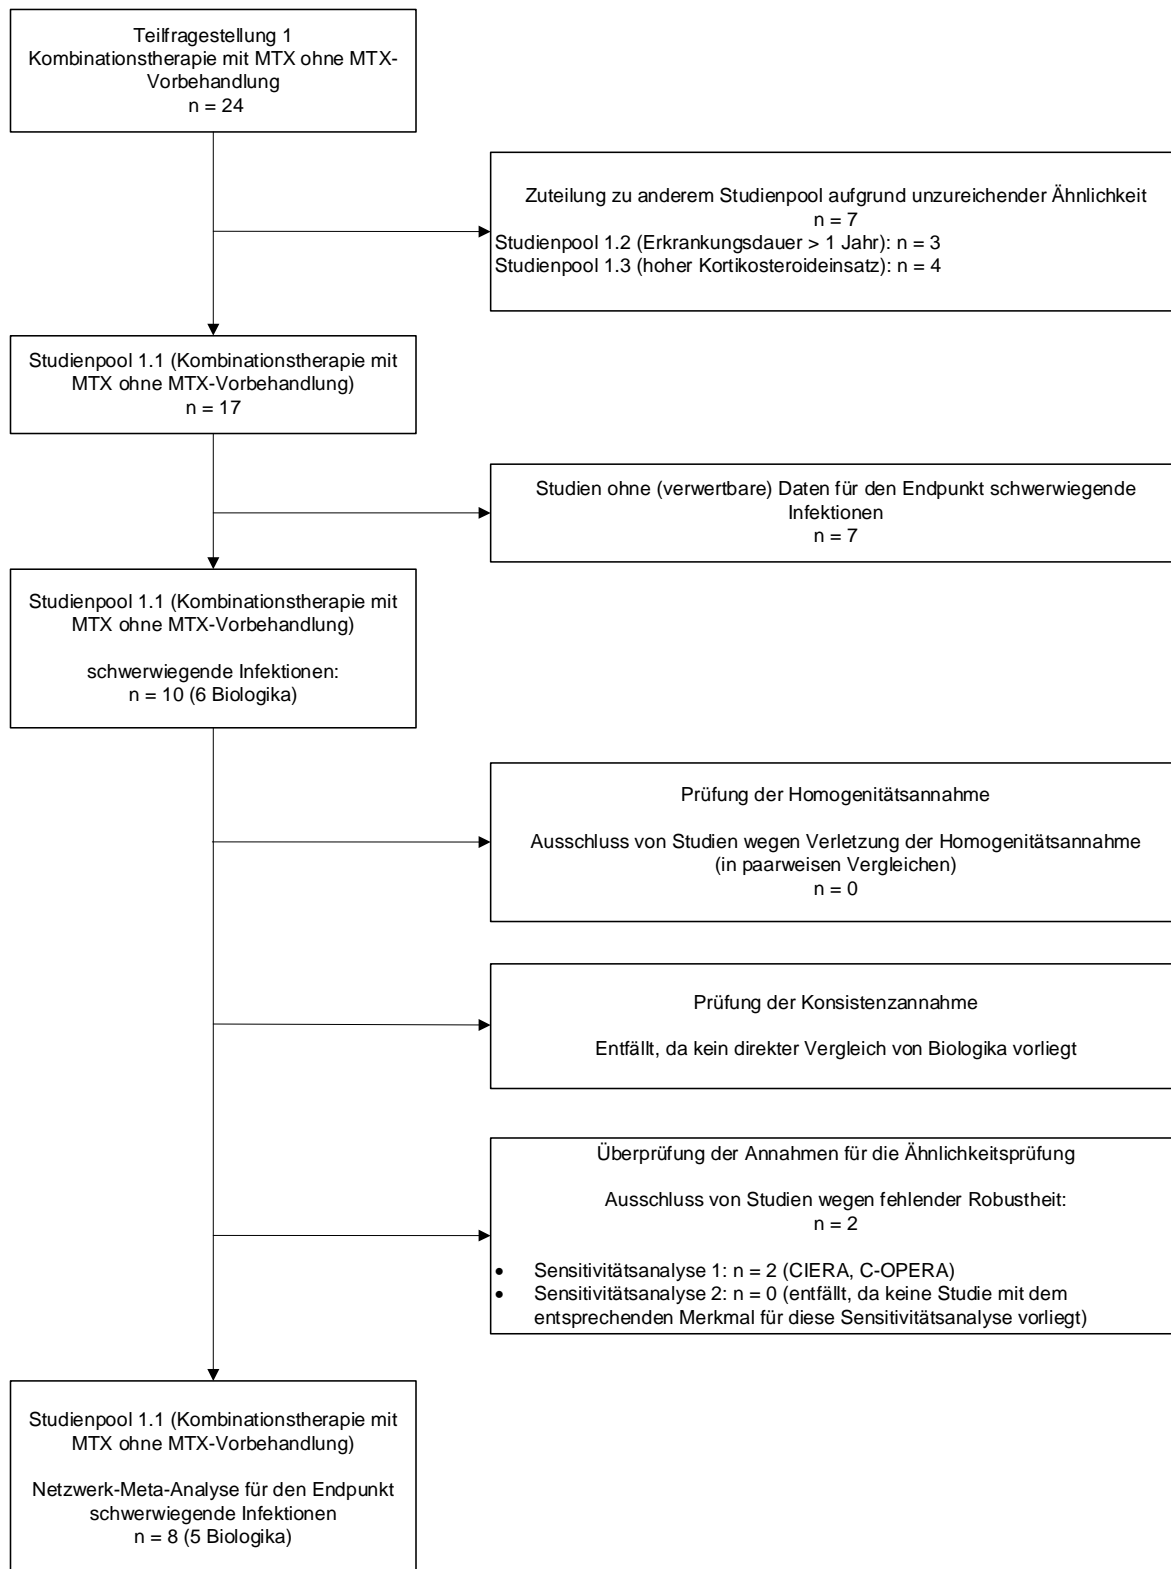 Teilfragestellung 1
Kombinationstherapie mit MTX ohne MTX-
Vorbehandlung
n = 24
Zuteilung zu anderem Studienpool aufgrund unzureichender Ähnlichkeit
n = 7
Studienpool 1.2 (Erkrankungsdauer > 1 Jahr): n = 3
Studienpool 1.3 (hoher Kortikosteroideinsatz): n = 4
Studienpool 1.1 (Kombinationstherapie mit
MTX ohne MTX-Vorbehandlung)
n = 17
Studien ohne (verwertbare) Daten für den Endpunkt schwerwiegende
Infektionen
n = 7
Studienpool 1.1 (Kombinationstherapie mit
MTX ohne MTX-Vorbehandlung)
schwerwiegende Infektionen:
n = 10 (6 Biologika)
Prüfung der Homogenitätsannahme
Ausschluss von Studien wegen Verletzung der Homogenitätsannahme
(in paarweisen Vergleichen)
n = 0
Prüfung der Konsistenzannahme
Entfällt, da kein direkter Vergleich von Biologika vorliegt
Überprüfung der Annahmen für die Ähnlichkeitsprüfung
Ausschluss von Studien wegen fehlender Robustheit:
n = 2
• Sensitivitätsanalyse 1: n = 2 (CIERA, C-OPERA)
• Sensitivitätsanalyse 2: n = 0 (entfällt, da keine Studie mit dem
entsprechenden Merkmal für diese Sensitivitätsanalyse vorliegt)
Studienpool 1.1 (Kombinationstherapie mit
MTX ohne MTX-Vorbehandlung)
Netzwerk-Meta-Analyse für den Endpunkt
schwerwiegende Infektionen
n = 8 (5 Biologika)